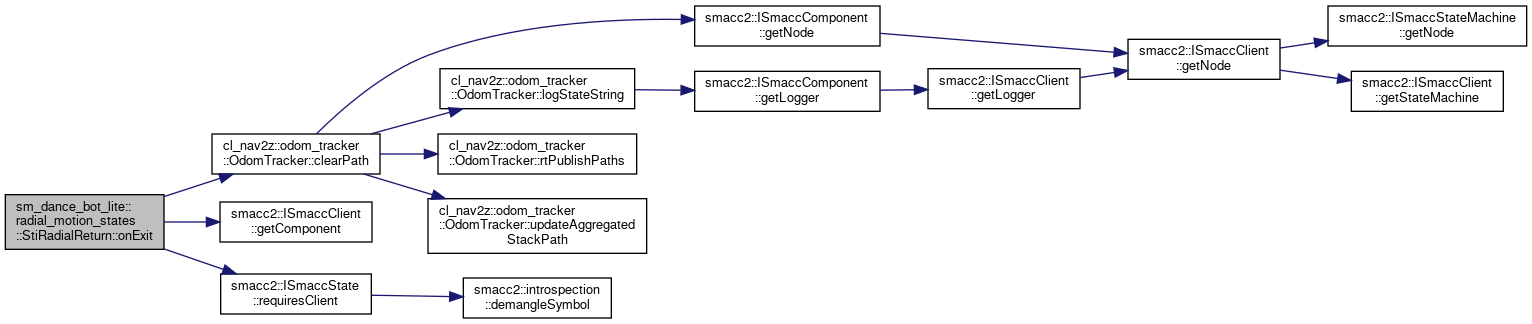 sm_dance_bot_lite::
radial_motion_states
::StiRadialReturn::onExit
cl_nav2z::odom_tracker
::OdomTracker::clearPath
smacc2::ISmaccClient
::getComponent
smacc2::ISmaccState
::requiresClient
smacc2::ISmaccComponent
::getNode
cl_nav2z::odom_tracker
::OdomTracker::logStateString
cl_nav2z::odom_tracker
::OdomTracker::rtPublishPaths
cl_nav2z::odom_tracker
::OdomTracker::updateAggregated
StackPath
smacc2::introspection
::demangleSymbol
smacc2::ISmaccComponent
::getLogger
smacc2::ISmaccClient
::getLogger
smacc2::ISmaccClient
::getNode
smacc2::ISmaccStateMachine
::getNode
smacc2::ISmaccClient
::getStateMachine